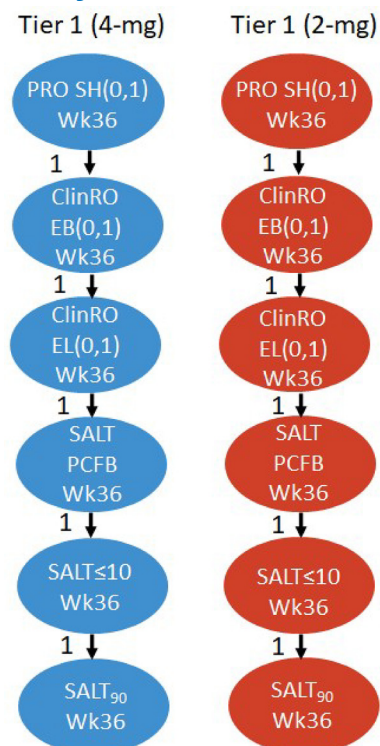 Tier 1 (4-mg)
PRO SH(0,1)
Wk36
1
ClinRO
EB(0,1)
Wk36
1
ClinRO
EL(0,1)
Wk36
1
SALT
PCFB
Wk36
1
SALT≤10
Wk36
1
SALT₉₀
Wk36
Tier 1 (2-mg)
PRO SH(0,1)
Wk36
1
ClinRO
EB(0,1)
Wk36
1
ClinRO
EL(0,1)
Wk36
1
SALT
PCFB
Wk36
1
SALT≤10
Wk36
1
SALT₉₀
Wk36